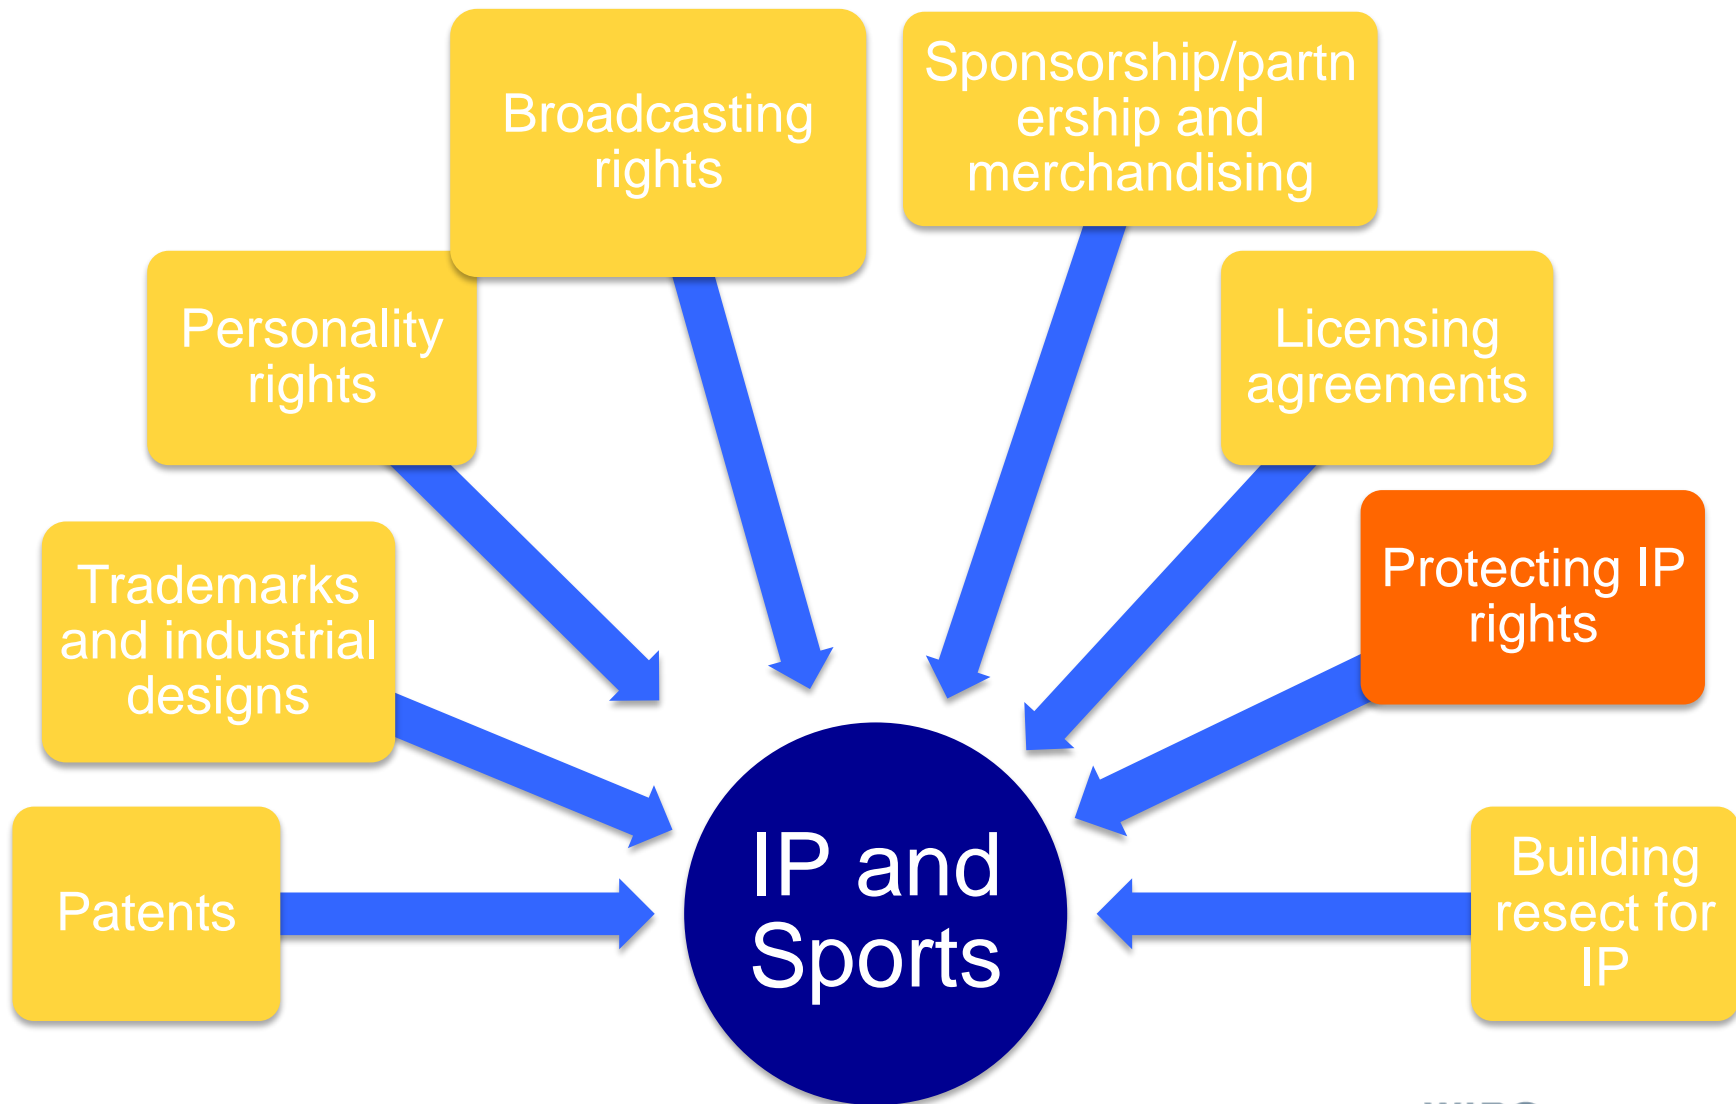 Broadcasting
rights
Sponsorship/partn
ership and
merchandising
Personality
rights
Licensing
agreements
Trademarks
and industrial
designs
Protecting IP
rights
Patents
IP and
Sports
Building
resect for
IP